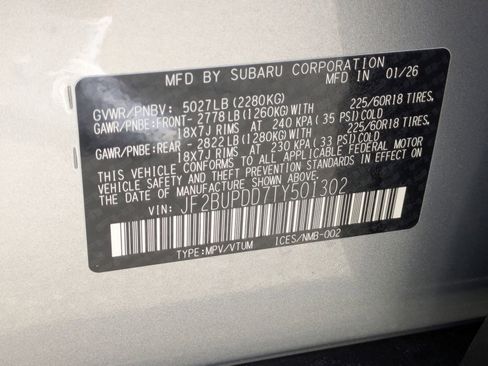 MFD BY SUBARU CORPORATION IN 01/26
GVWR/PNBV: 5027LB(2280KG)
GAWR/PNBE:FRONT- 2778LB(1260KG)WITH 225/60R18 TIRES,
18X7J RIMS AT 240 KPA(35 PSI)COLD
GAWR/PNBE:REAR - 2822LB(1280KG)WITH 225/60R18 TIRES,
18X7J RIMS AT 230 KPA(33 PSI)COLD
THIS VEHICLE CONFORMS TO ALL APPLICABLE FEDERAL MOTOR
VEHICLE SAFETY AND THEFT PREVENTION STANDARDS IN EFFECT ON
THE DATE OF MANUFACTURE SHOWN ABOVE.
VIN: JF2BUPDD7TY501302
TYPE:MPV/VTUM ICES/NMB-002